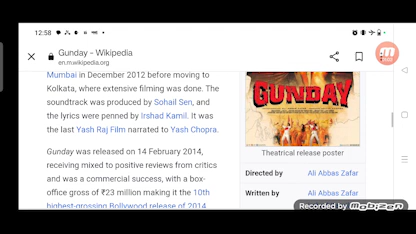 12:58
Gunday - Wikipedia
en.m.wikipedia.org
Mumbai in December 2012 before moving to
Kolkata, where extensive filming was done. The
soundtrack was produced by Sohail Sen, and
the lyrics were penned by Irshad Kamil. It was
the last Yash Raj Film narrated to Yash Chopra.
Gunday was released on 14 February 2014,
receiving mixed to positive reviews from critics
and was a commercial success, with a box-
office gross of ₹23 million making it the 10th
highest-grossing Bollywood release of 2014
GUNDAY
Theatrical release poster
Directed by Ali Abbas Zafar
Written by Ali Abbas Zafar
Recorded by Mobizen